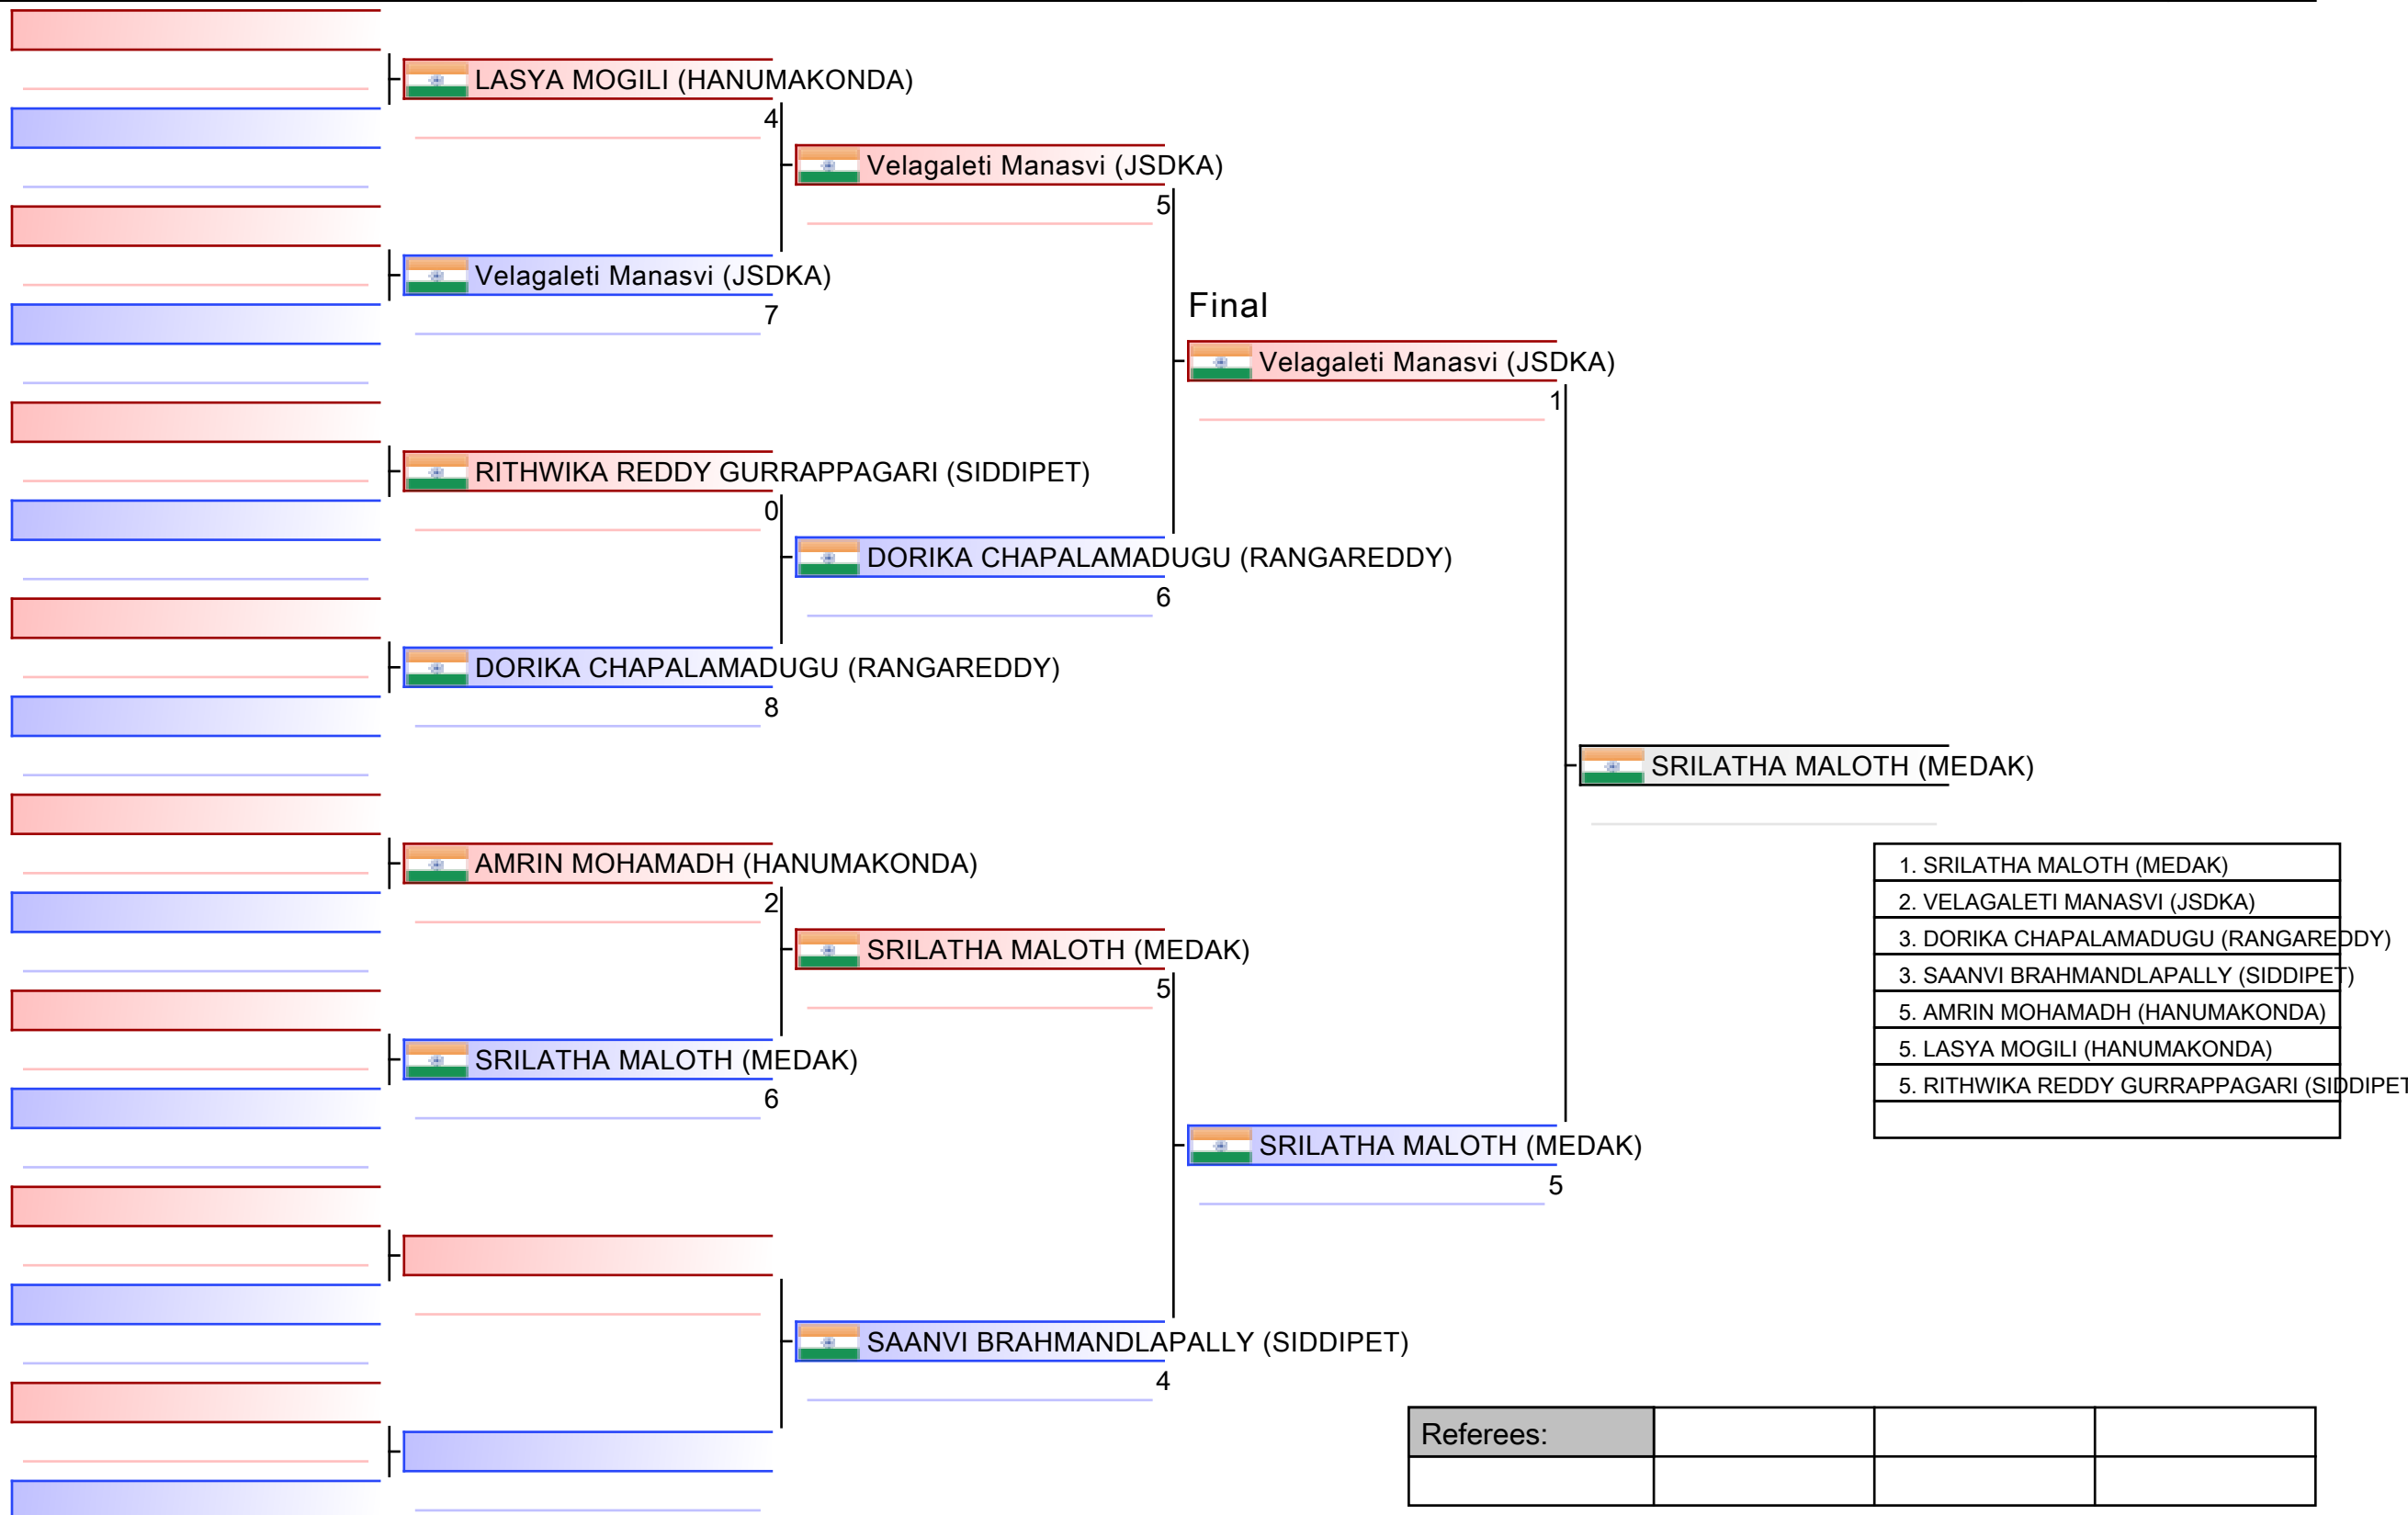 LASYA MOGILI (HANUMAKONDA)
4
Velagaleti Manasvi (JSDKA)
5
Velagaleti Manasvi (JSDKA)
7
Final
Velagaleti Manasvi (JSDKA)
1
RITHWIKA REDDY GURRAPPAGARI (SIDDIPET)
0
DORIKA CHAPALAMADUGU (RANGAREDDY)
6
DORIKA CHAPALAMADUGU (RANGAREDDY)
8
SRILATHA MALOTH (MEDAK)
AMRIN MOHAMADH (HANUMAKONDA)
2
SRILATHA MALOTH (MEDAK)
5
SRILATHA MALOTH (MEDAK)
6
SRILATHA MALOTH (MEDAK)
5
SAANVI BRAHMANDLAPALLY (SIDDIPET)
4
1. SRILATHA MALOTH (MEDAK)
2. VELAGALETI MANASVI (JSDKA)
3. DORIKA CHAPALAMADUGU (RANGAREDDY)
3. SAANVI BRAHMANDLAPALLY (SIDDIPET)
5. AMRIN MOHAMADH (HANUMAKONDA)
5. LASYA MOGILI (HANUMAKONDA)
5. RITHWIKA REDDY GURRAPPAGARI (SIDDIPET
Referees: